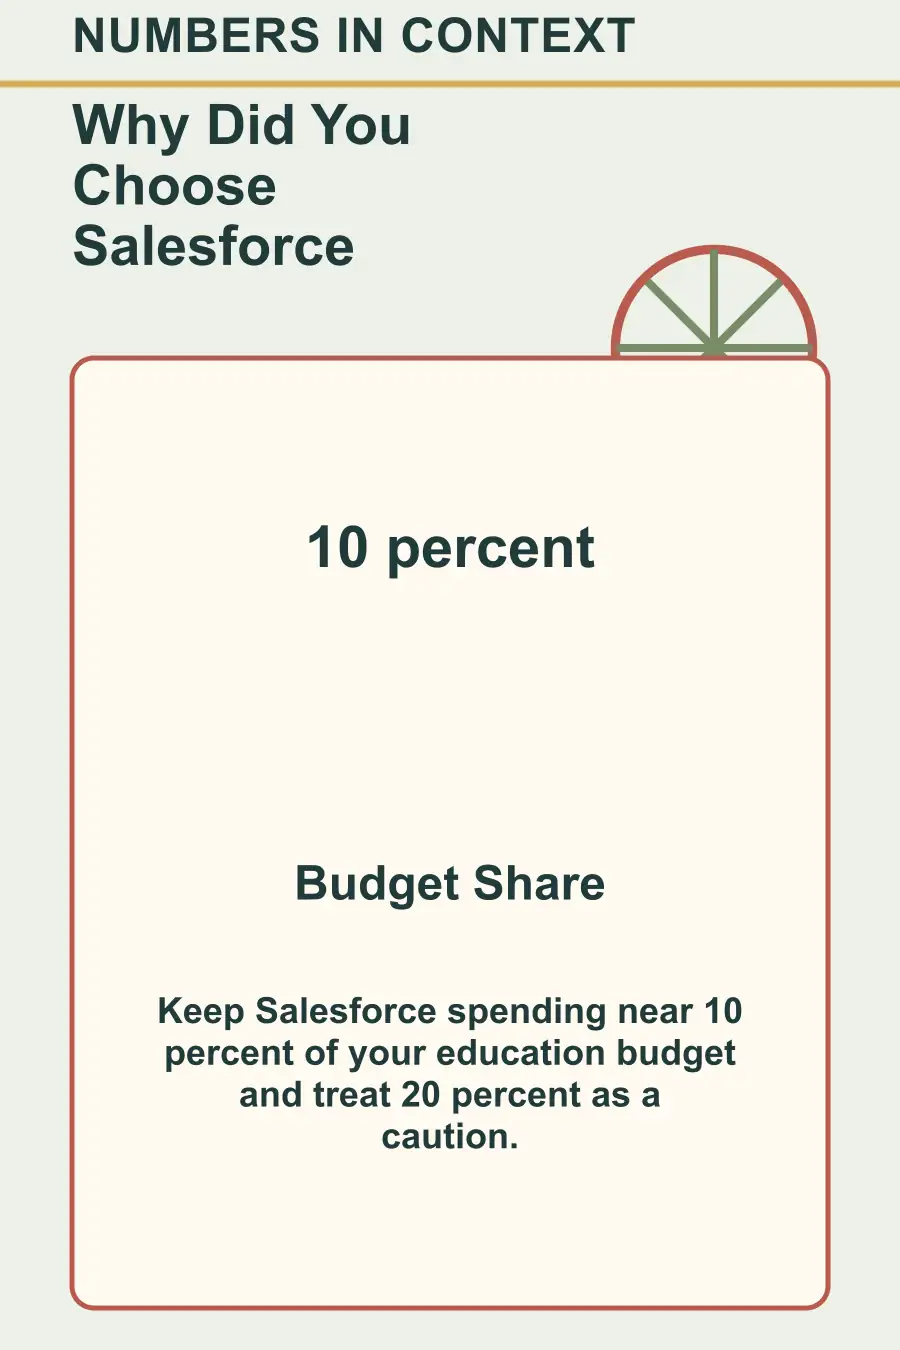 NUMBERS IN CONTEXT
Why Did You
Choose
Salesforce
10 percent
Budget Share
Keep Salesforce spending near 10
percent of your education budget
and treat 20 percent as a
caution.